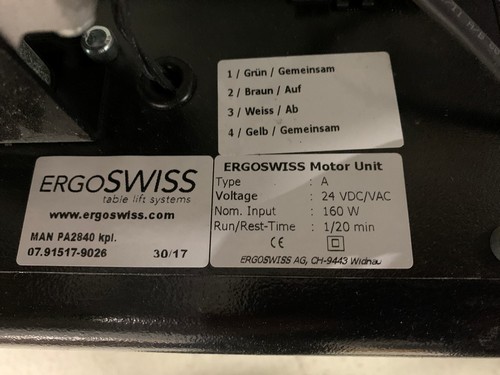 1 / Grün / Gemeinsam
2 / Braun / Auf
3 / Weiss / Ab
4 / Gelb / Gemeinsam
ERGOSWISS
table lift systems
www.ergoswiss.com
MAN PA2840 kpl.
07.91517-9026 30/17
ERGOSWISS Motor Unit
Type : A
Voltage : 24 VDC/VAC
Nom. Input : 160 W
Run/Rest-Time : 1/20 min
CE
ERGOSWISS AG, CH-9443 Widnau